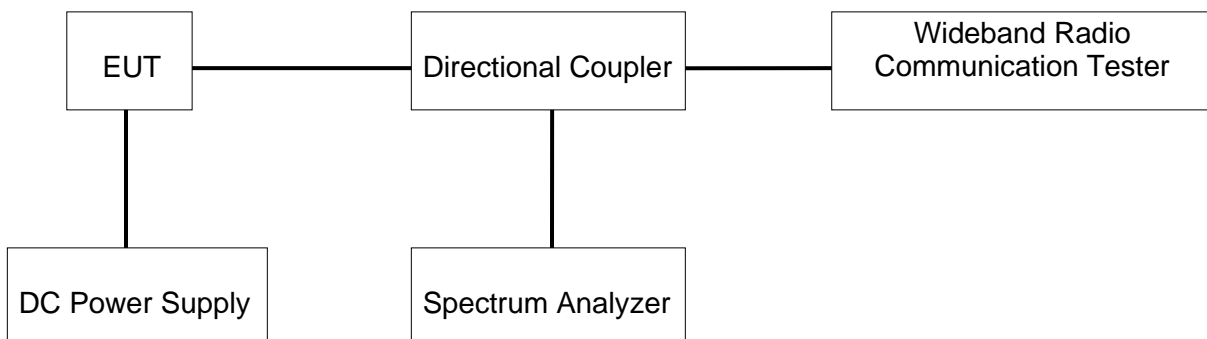 EUT
Directional Coupler
Wideband Radio
Communication Tester
DC Power Supply
Spectrum Analyzer